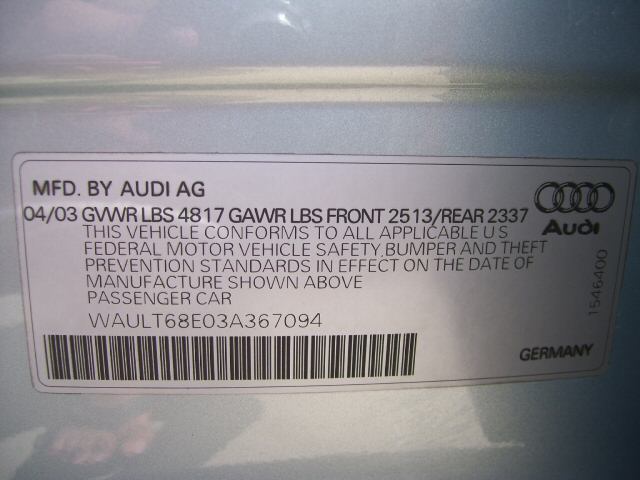 MFD. BY AUDI AG
04/03 GVWR LBS 4817 GAWR LBS FRONT 2513/REAR 2337
THIS VEHICLE CONFORMS TO ALL APPLICABLE U S
FEDERAL MOTOR VEHICLE SAFETY,BUMPER AND THEFT
PREVENTION STANDARDS IN EFFECT ON THE DATE OF
MANUFACTURE SHOWN ABOVE
PASSENGER CAR
WAULT68E03A367094
Audi
1546400
GERMANY